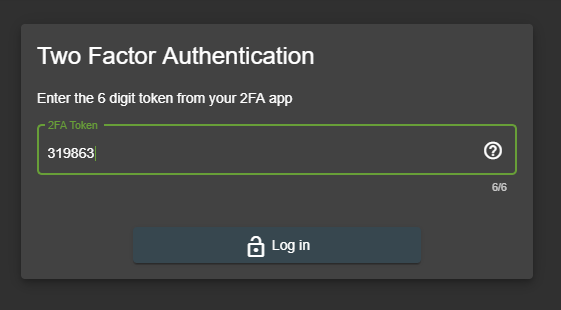 Two Factor Authentication
Enter the 6 digit token from your 2FA app
2FA Token
319863
6/6
Log in